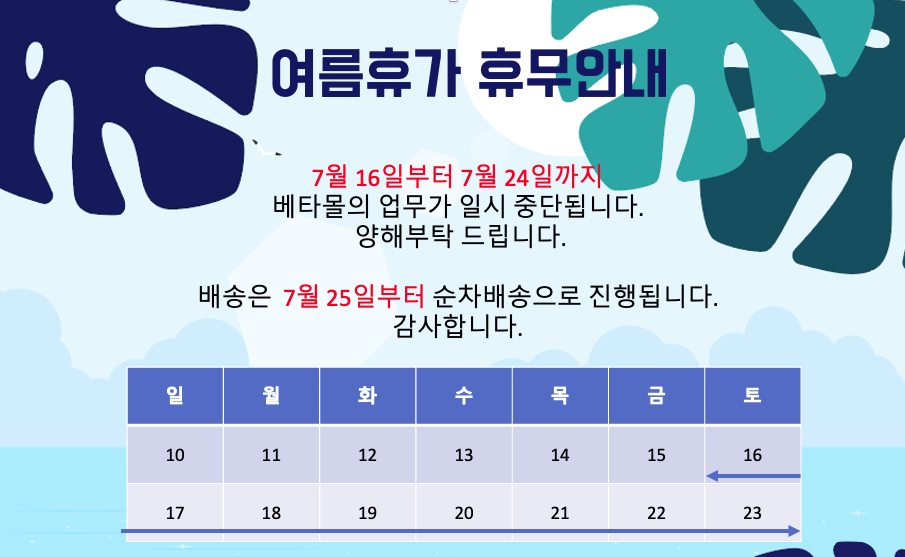 여름휴가 휴무안내
7월 16일부터 7월 24일까지
베타몰의 업무가 일시 중단됩니다.
양해부탁 드립니다.
배송은 7월 25일부터 순차배송으로 진행됩니다.
감사합니다.
일 월 화 수 목 금 토
10 11 12 13 14 15 16
17 18 19 20 21 22 23